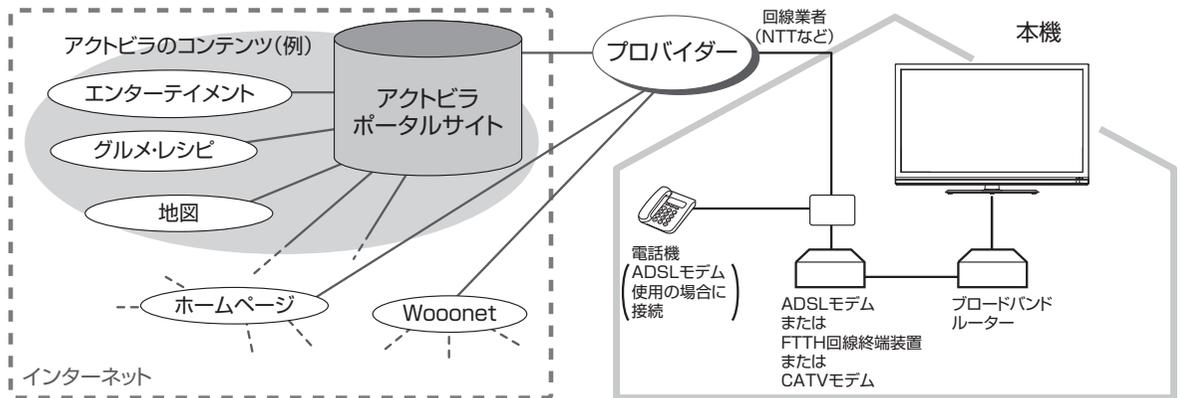 アクトビラのコンテンツ（例）
エンターテイメント
グルメ・レシピ
地図
アクトビラ
ポータルサイト
ホームページ
Wooonet
インターネット
プロバイダー
回線業者
（NTTなど）
本機
電話機
（ADSLモデム
使用の場合に
接続）
ADSLモデム
または
FTTH回線終端装置
または
CATVモデム
ブロードバンド
ルーター